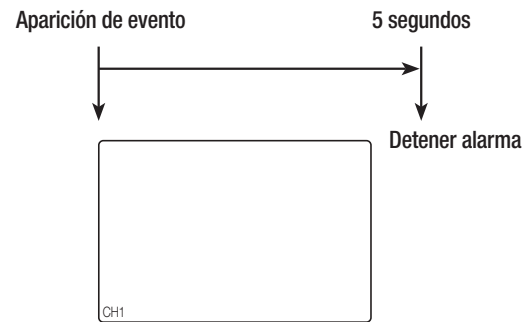 Aparición de evento
5 segundos
Detener alarma
CH1